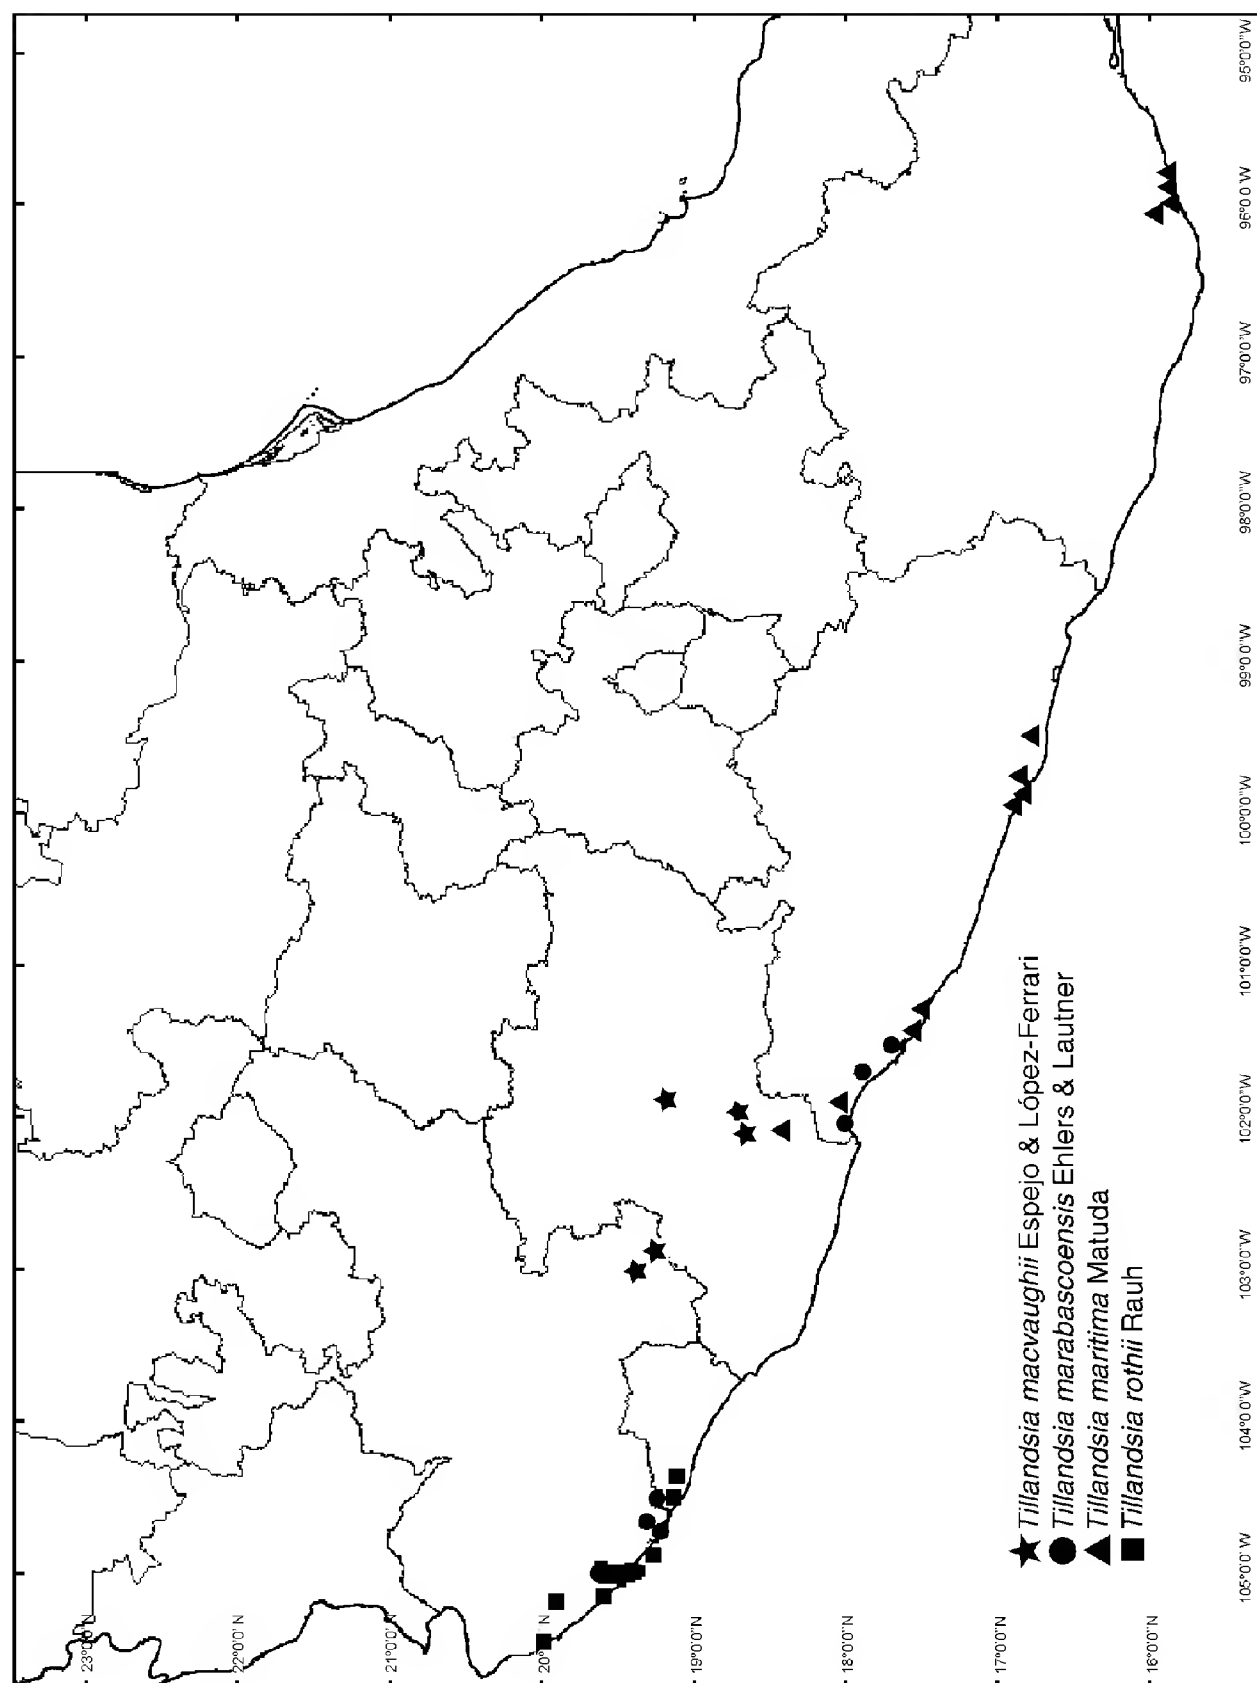 23°0'0" N
22°0'0" N
21°0'0" N
20°0'0" N
19°0'0"N
18°0'0"N
17°0'0"N
16°0'0"N
Tillandsia macvaughii Espejo & López-Ferrari
Tillandsia marabascoensis Ehlers & Lautner
Tillandsia maritima Matuda
Tillandsia rothii Rauh
105°0'0" W
104°0'0"W
103°0'0"W
102°0'0"W
101°0'0"W
100°0'0"W
99°0'0"W
98°0'0"W
97°0'0"W
96°0'0"W
95°0'0"W